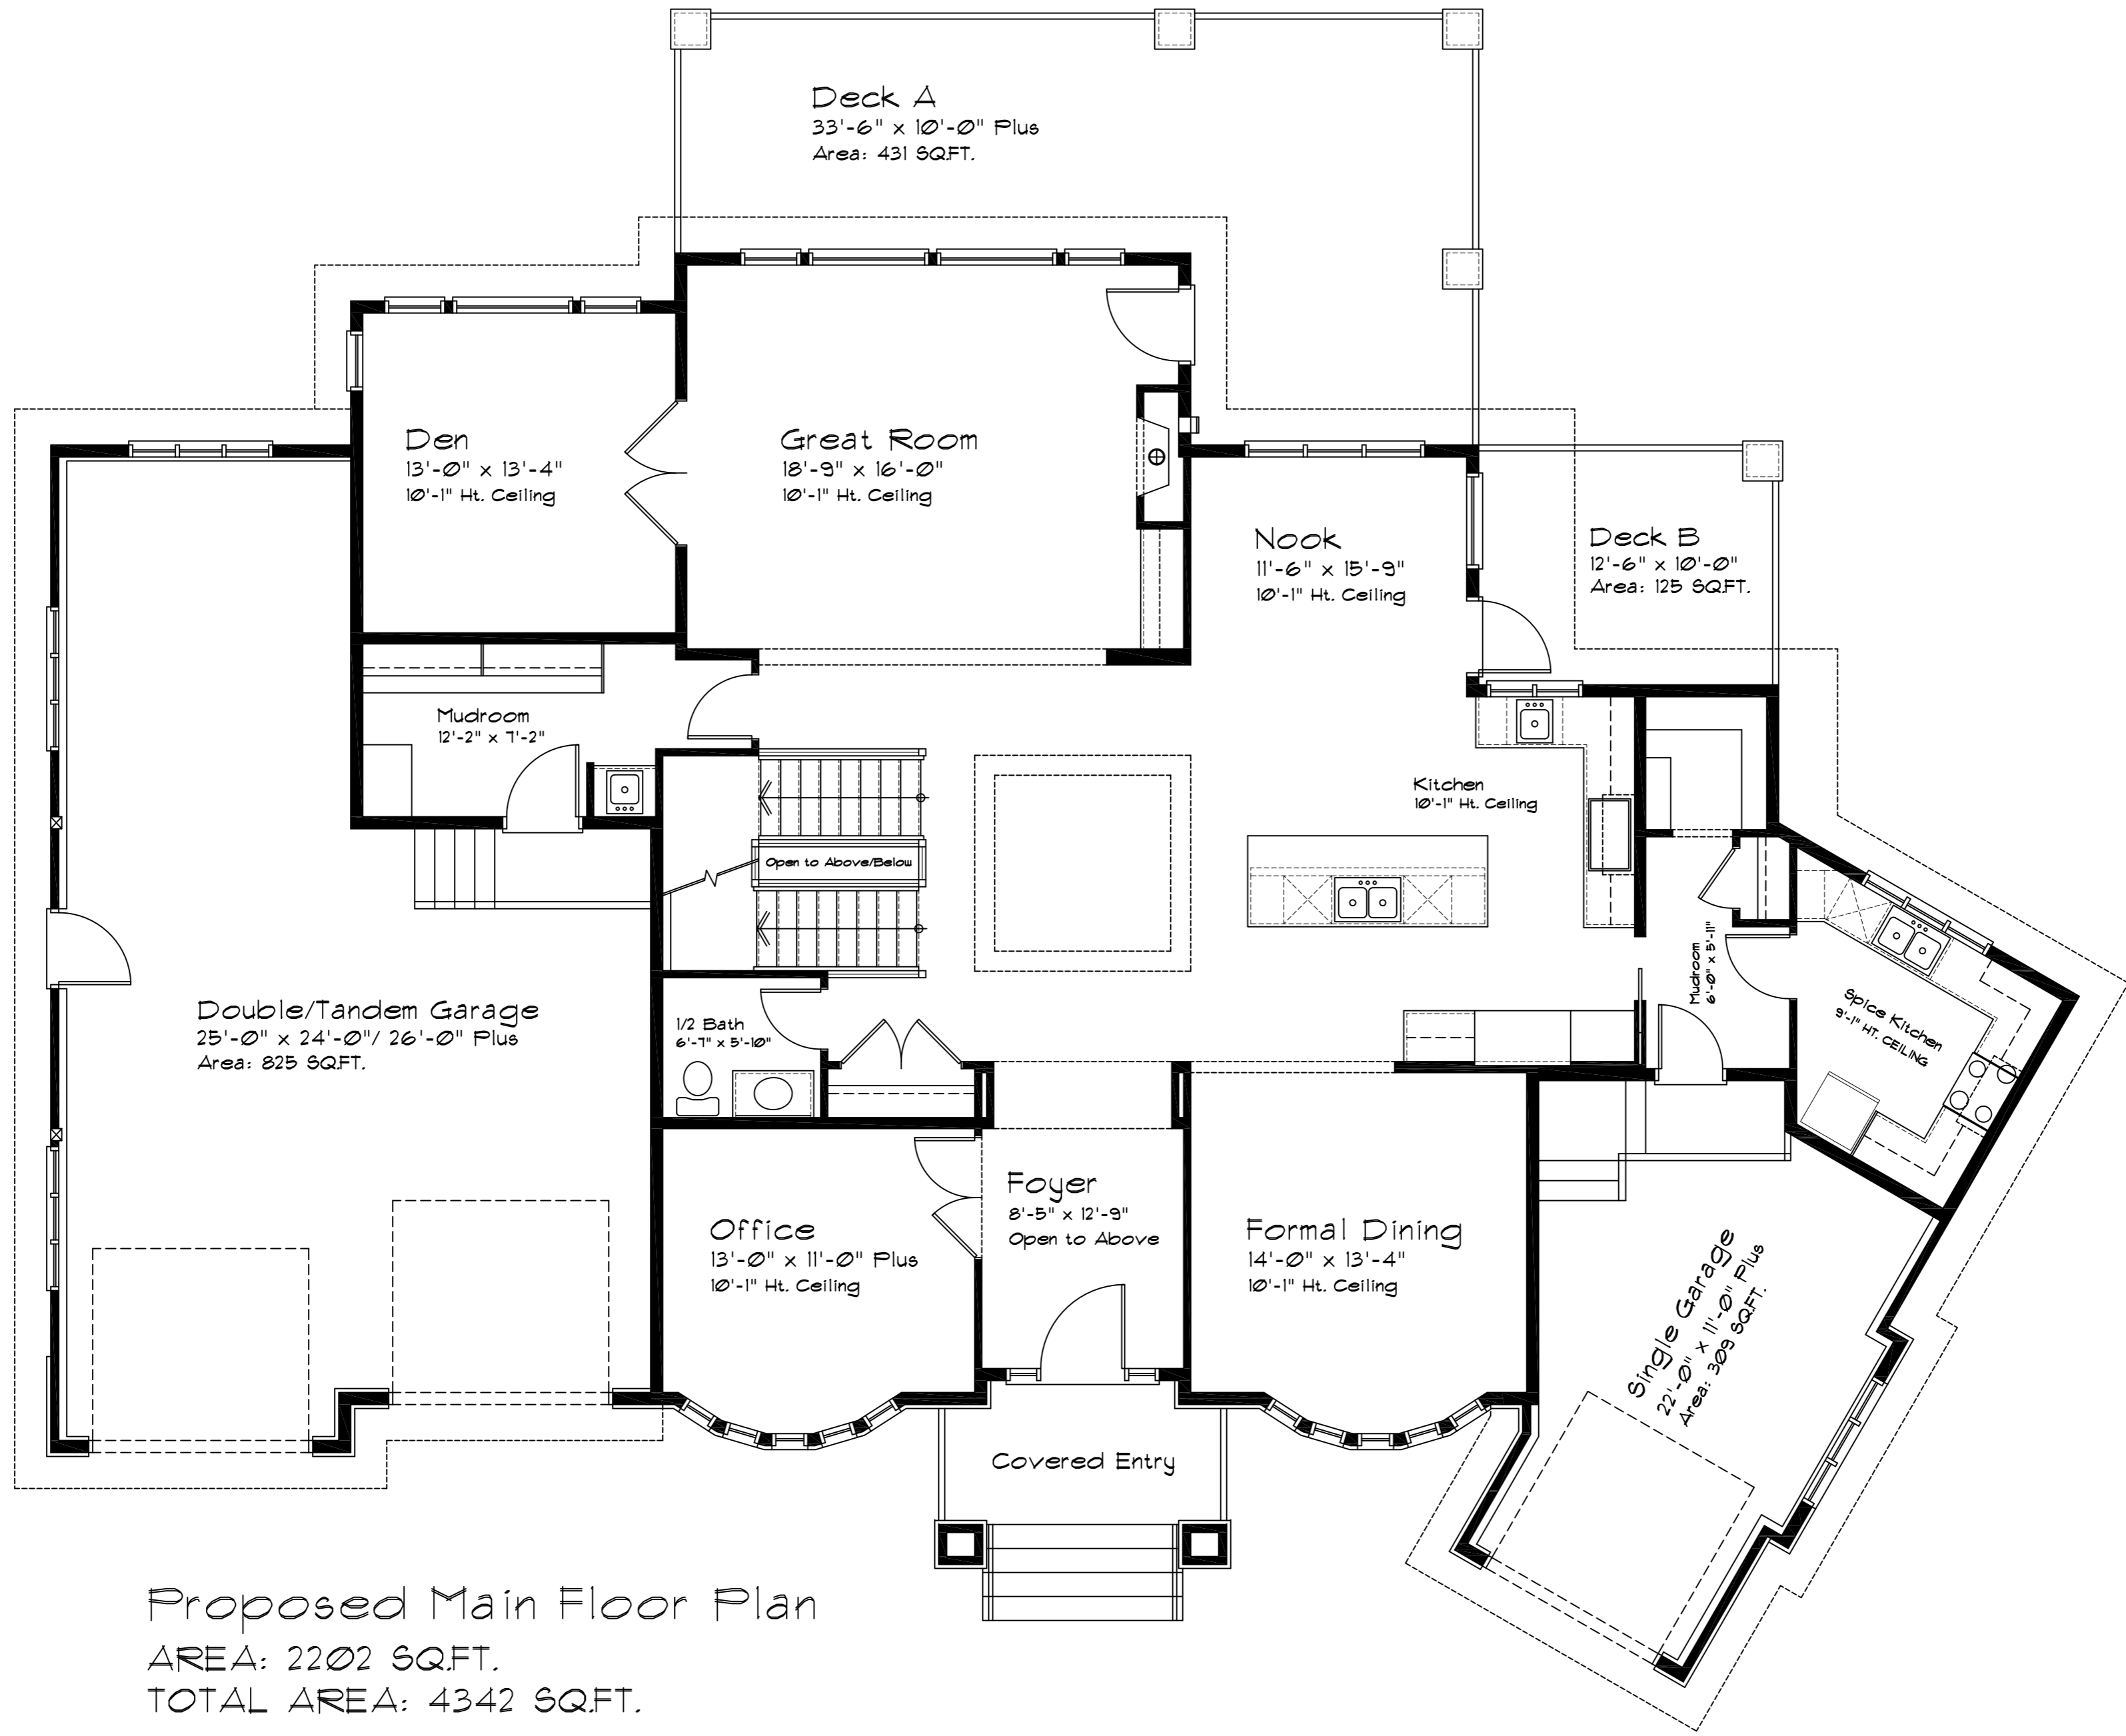 Deck A
33'-6" x 10'-0" Plus
Area: 431 SQ.FT.
Den
13'-0" x 13'-4"
10'-1" Ht. Ceiling
Great Room
18'-9" x 16'-0"
10'-1" Ht. Ceiling
Nook
11'-6" x 15'-9"
10'-1" Ht. Ceiling
Deck B
12'-6" x 10'-0"
Area: 125 SQ.FT.
Mudroom
12'-2" x 7'-2"
Kitchen
10'-1" Ht. Ceiling
Open to Above/Below
Mudroom
6'-0" x 5'-11"
Spice Kitchen
9'-1" HT. CEILING
Double/Tandem Garage
25'-0" x 24'-0"/ 26'-0" Plus
Area: 825 SQ.FT.
1/2 Bath
6'-7" x 5'-10"
Foyer
8'-5" x 12'-9"
Open to Above
Office
13'-0" x 11'-0" Plus
10'-1" Ht. Ceiling
Formal Dining
14'-0" x 13'-4"
10'-1" Ht. Ceiling
Single Garage
22'-0" x 11'-0" Plus
Area: 309 SQ.FT.
Covered Entry
Proposed Main Floor Plan
AREA: 2202 SQ.FT.
TOTAL AREA: 4342 SQ.FT.